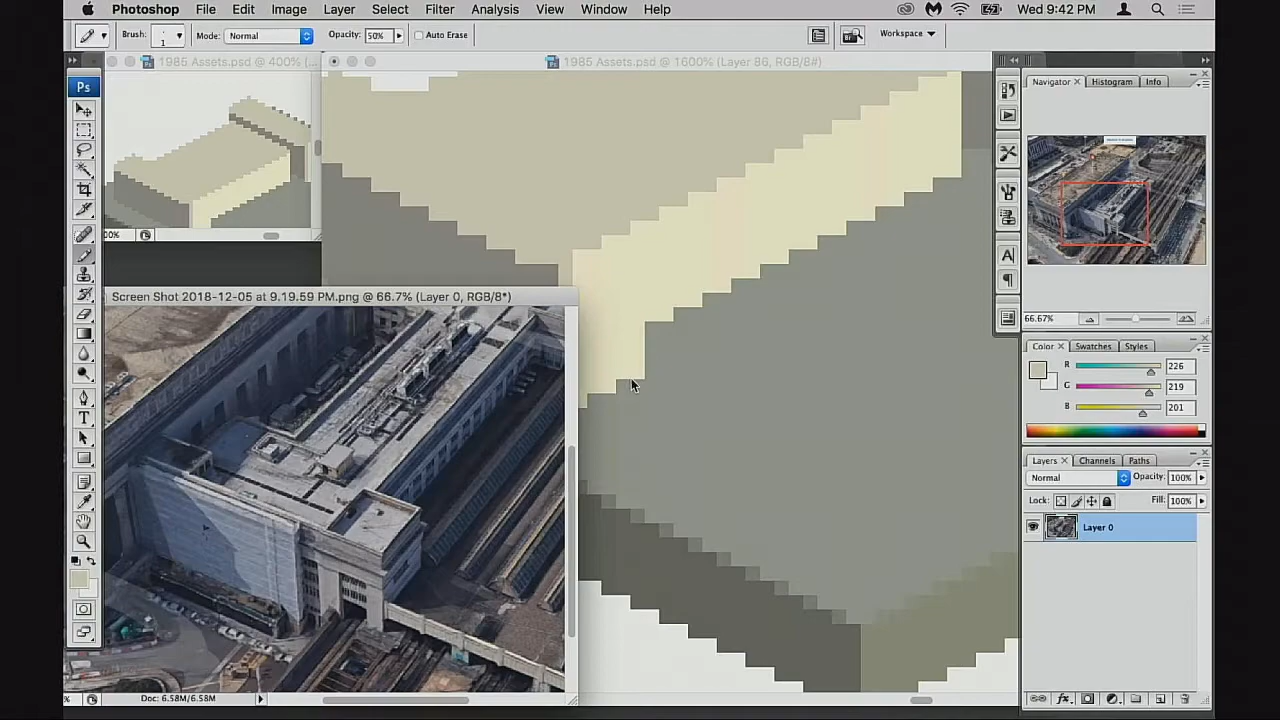 Photoshop File Edit Image Layer Select Filter Analysis View Window Help Wed 9:42 PM
Brush: 1 Mode: Normal Opacity: 50% Auto Erase Workspace
1985 Assets.psd @ 400% (... 1985 Assets.psd @ 1600% (Layer 86, RGB/8#)
Ps
Navigator Histogram Info
00%
66.67%
Screen Shot 2018-12-05 at 9.19.59 PM.png @ 66.7% (Layer 0, RGB/8*)
Color Swatches Styles
R 226
G 219
B 201
Layers Channels Paths
Normal Opacity: 100%
Lock: Fill: 100%
Layer 0
% Doc: 6.58M/6.58M